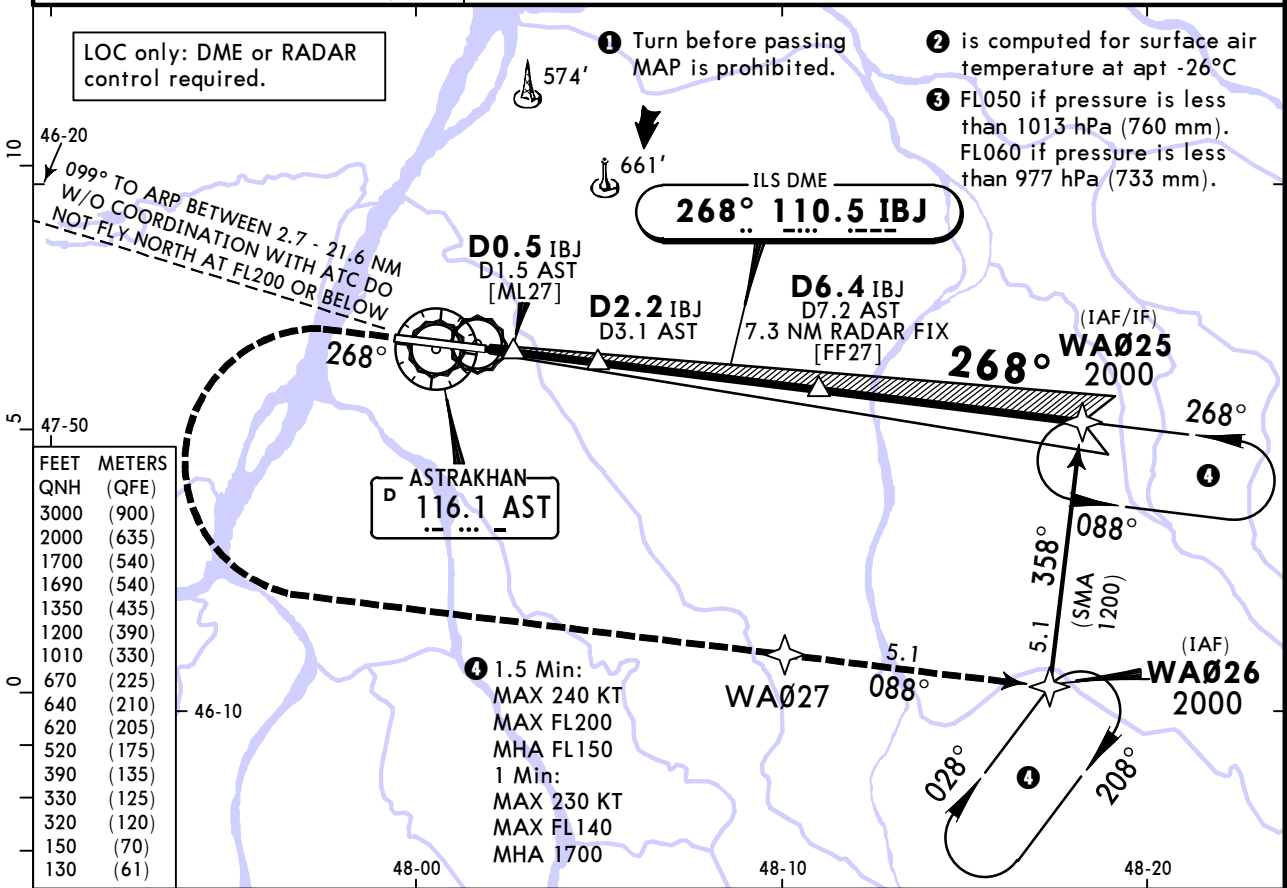 LOC only: DME or RADAR
control required.
❶ Turn before passing
MAP is prohibited.
❷ is computed for surface air
temperature at apt -26°C
❸ FL050 if pressure is less
than 1013 hPa (760 mm).
FL060 if pressure is less
than 977 hPa (733 mm).
574'
661'
10
5
0
46-20
099° TO ARP BETWEEN 2.7 - 21.6 NM
W/O COORDINATION WITH ATC DO
NOT FLY NORTH AT FL200 OR BELOW
ILS DME
268° 110.5 IBJ
D0.5 IBJ
D1.5 AST
[ML27]
D2.2 IBJ
D3.1 AST
D6.4 IBJ
D7.2 AST
7.3 NM RADAR FIX
[FF27]
(IAF/IF)
WAØ25
2000
268°
268°
268°
❹
088°
47-50
ASTRAKHAN
D 116.1 AST
358°
5.1
(SMA
1200)
FEET METERS
QNH (QFE)
3000 (900)
2000 (635)
1700 (540)
1690 (540)
1350 (435)
1200 (390)
1010 (330)
670 (225)
640 (210)
620 (205)
520 (175)
390 (135)
330 (125)
320 (120)
150 (70)
130 (61)
46-10
❹ 1.5 Min:
MAX 240 KT
MAX FL200
MHA FL150
1 Min:
MAX 230 KT
MAX FL140
MHA 1700
WAØ27
5.1
088°
(IAF)
WAØ26
2000
028°
❹
208°
48-00
48-10
48-20